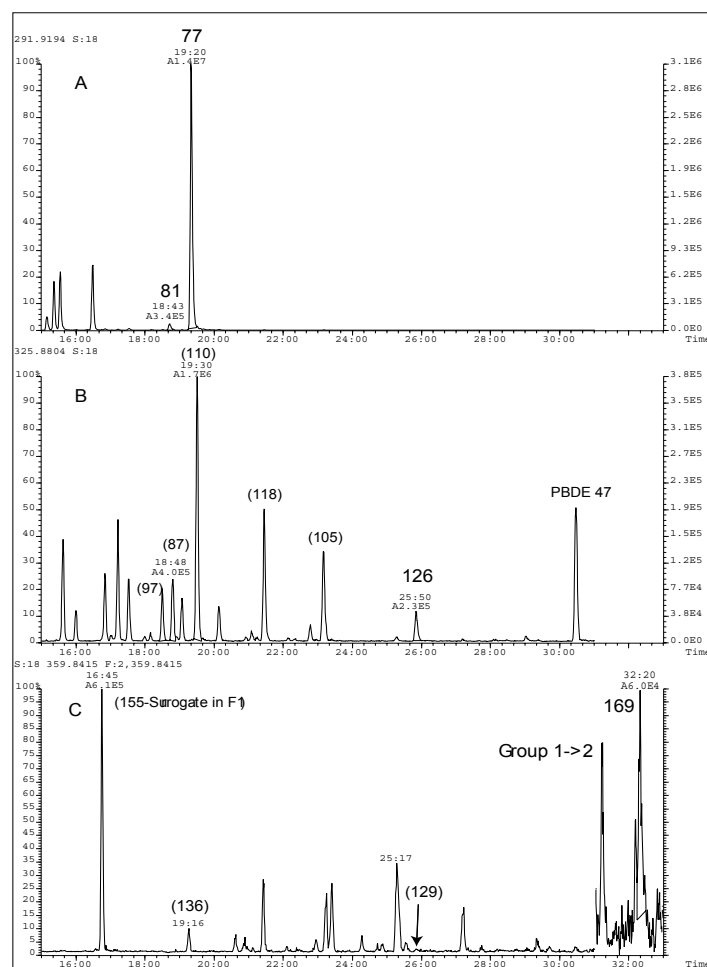 291.9194 S:18
77
19:20
A1.4E7
100%
90
80
70
60
50
40
30
20
10
0
A
81
18:43
A3.4E5
3.1E6
2.8E6
2.5E6
2.2E6
1.9E6
1.5E6
1.2E6
9.3E5
6.2E5
3.1E5
0.0E0
16:00 18:00 20:00 22:00 24:00 26:00 28:00 30:00 Time
325.8804 S:18
(110)
19:30
A1.7E6
100%
90
80
70
60
50
40
30
20
10
0
B
(97)
(87)
18:48
A4.0E5
(118)
(105)
126
25:50
A2.3E5
PBDE 47
3.8E5
3.5E5
3.1E5
2.7E5
2.3E5
1.9E5
1.5E5
1.2E5
7.7E4
3.8E4
0.0E0
16:00 18:00 20:00 22:00 24:00 26:00 28:00 30:00 Time
S:18 359.8415 F:2,359.8415
16:45
A6.1E5
100%
95
90
85
80
75
70
65
60
55
50
45
40
35
30
25
20
15
10
5
0
C
(155-Surogate in F1)
(136)
19:16
25:17
(129)
Group 1->2
169
32:20
A6.0E4
16:00 18:00 20:00 22:00 24:00 26:00 28:00 30:00 32:00